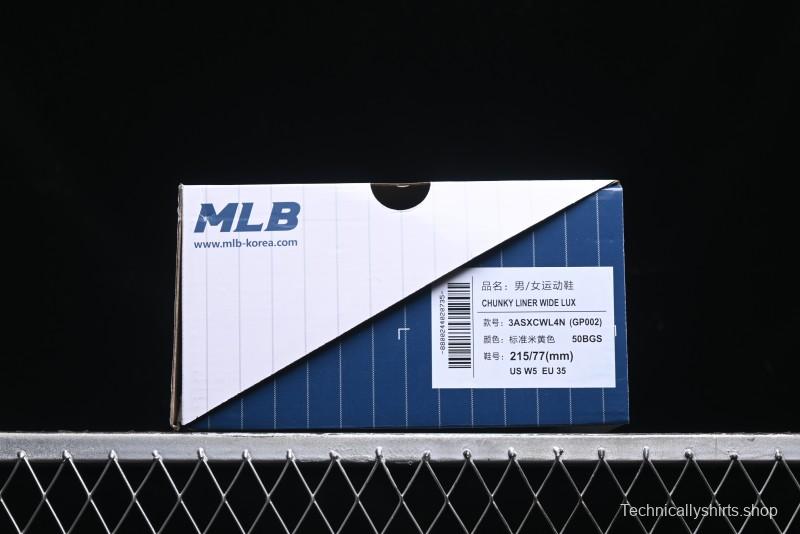 MLB
www.mlb-korea.com
-8800244020735-
品名：男/女运动鞋
CHUNKY LINER WIDE LUX
款号：3ASXCWL4N (GP002)
颜色：标准米黄色 50BGS
鞋号：215/77(mm)
US W5 EU 35
Technicallyshirts.shop